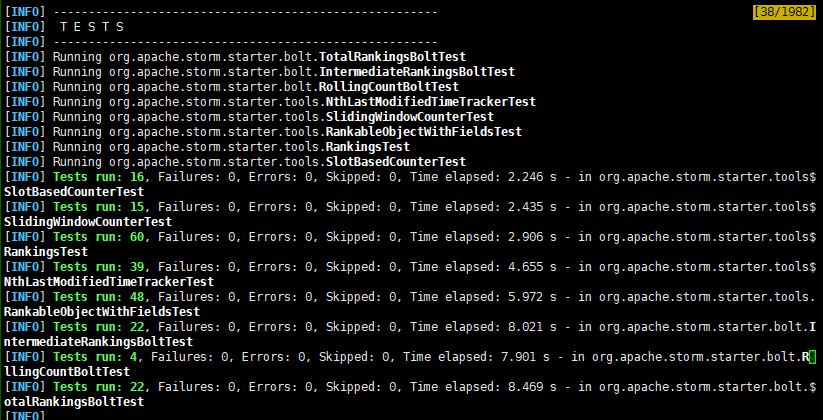 [INFO] -------------------------------------------------------
[38/1982]
[INFO]  T E S T S
[INFO] -------------------------------------------------------
[INFO] Running org.apache.storm.starter.bolt.TotalRankingsBoltTest
[INFO] Running org.apache.storm.starter.bolt.IntermediateRankingsBoltTest
[INFO] Running org.apache.storm.starter.bolt.RollingCountBoltTest
[INFO] Running org.apache.storm.starter.tools.NthLastModifiedTimeTrackerTest
[INFO] Running org.apache.storm.starter.tools.SlidingWindowCounterTest
[INFO] Running org.apache.storm.starter.tools.RankableObjectWithFieldsTest
[INFO] Running org.apache.storm.starter.tools.RankingsTest
[INFO] Running org.apache.storm.starter.tools.SlotBasedCounterTest
[INFO] Tests run: 16, Failures: 0, Errors: 0, Skipped: 0, Time elapsed: 2.246 s - in org.apache.storm.starter.tools$
SlotBasedCounterTest
[INFO] Tests run: 15, Failures: 0, Errors: 0, Skipped: 0, Time elapsed: 2.435 s - in org.apache.storm.starter.tools$
SlidingWindowCounterTest
[INFO] Tests run: 60, Failures: 0, Errors: 0, Skipped: 0, Time elapsed: 2.906 s - in org.apache.storm.starter.tools$
RankingsTest
[INFO] Tests run: 39, Failures: 0, Errors: 0, Skipped: 0, Time elapsed: 4.655 s - in org.apache.storm.starter.tools$
NthLastModifiedTimeTrackerTest
[INFO] Tests run: 48, Failures: 0, Errors: 0, Skipped: 0, Time elapsed: 5.972 s - in org.apache.storm.starter.tools.
RankableObjectWithFieldsTest
[INFO] Tests run: 22, Failures: 0, Errors: 0, Skipped: 0, Time elapsed: 8.021 s - in org.apache.storm.starter.bolt.I
ntermediateRankingsBoltTest
[INFO] Tests run: 4, Failures: 0, Errors: 0, Skipped: 0, Time elapsed: 7.901 s - in org.apache.storm.starter.bolt.Ro
llingCountBoltTest
[INFO] Tests run: 22, Failures: 0, Errors: 0, Skipped: 0, Time elapsed: 8.469 s - in org.apache.storm.starter.bolt.$
otalRankingsBoltTest
[INFO]